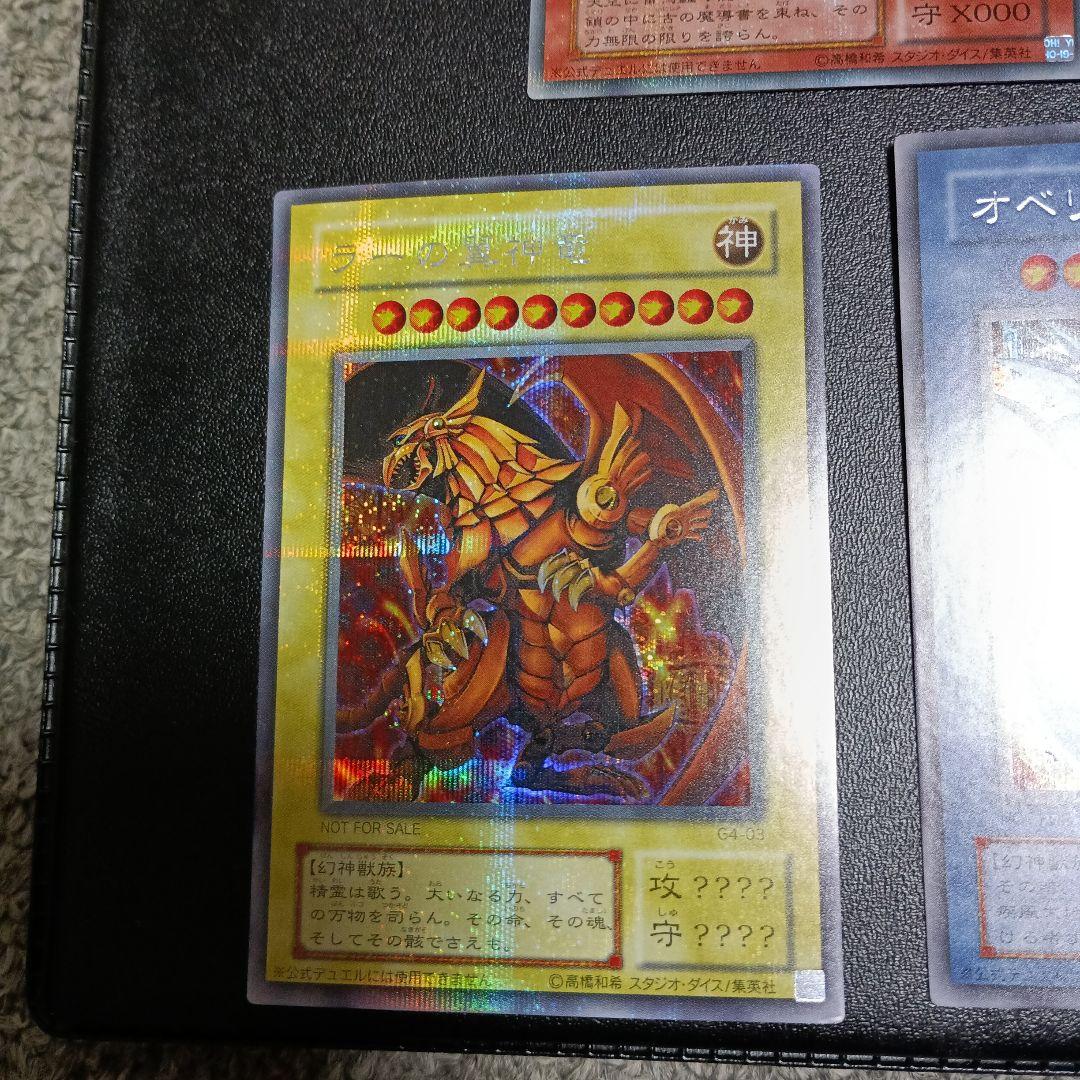 鎖の中に古の魔導書を束ね、その
力無限の限りを誇らん。
守 X000
※公式デュエルには使用できません
©高橋和希 スタジオ・ダイス/集英社
ラーの翼神竜
神
かみ
オベリ
NOT FOR SALE
G4-03
【幻神獣族】
精霊は歌う。大いなる力、すべて
の万物を司らん。その命、その魂、
そしてその骸でさえも。
こう
攻 ????
しゅ
守 ????
※公式デュエルには使用できません
©高橋和希 スタジオ・ダイス/集英社
【幻神獣